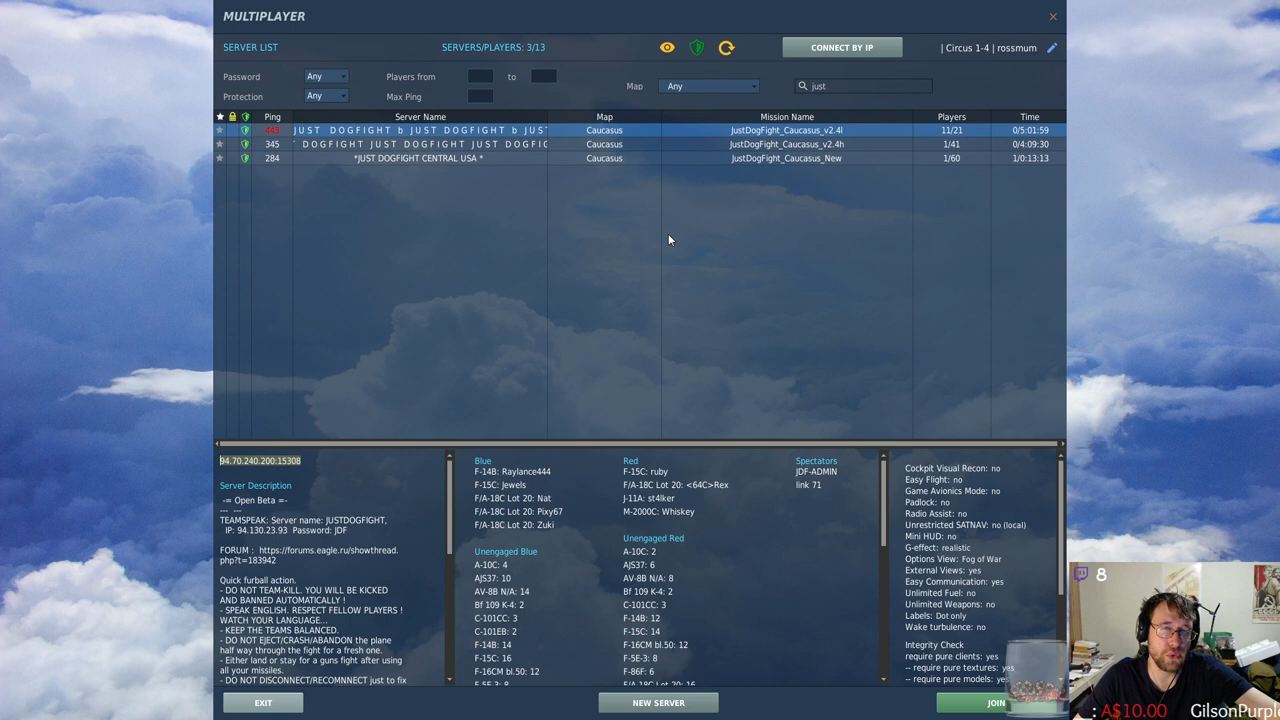 MULTIPLAYER
SERVER LIST
SERVERS/PLAYERS: 3/13
CONNECT BY IP
| Circus 1-4 | rossmum
Password Any Players from to
Map Any just
Protection Any Max Ping
Ping Server Name Map Mission Name Players Time
443 JUST DOGFIGHT b JUST DOGFIGHT b JUST Caucasus JustDogFight_Caucasus_v2.4l 11/21 0/5:01:59
345 DOGFIGHT JUST DOGFIGHT JUST DOGFIG Caucasus JustDogFight_Caucasus_v2.4h 1/41 0/4:09:30
284 *JUST DOGFIGHT CENTRAL USA * Caucasus JustDogFight_Caucasus_New 1/60 1/0:13:13
94.70.240.200:15308
Server Description
-= Open Beta =-
--- ---
TEAMSPEAK: Server name: JUSTDOGFIGHT,
IP: 94.130.23.93 Password: JDF
FORUM : https://forums.eagle.ru/showthread.
php?t=183942
Quick furball action.
- DO NOT TEAM-KILL. YOU WILL BE KICKED
AND BANNED AUTOMATICALLY !
- SPEAK ENGLISH. RESPECT FELLOW PLAYERS !
WATCH YOUR LANGUAGE...
- KEEP THE TEAMS BALANCED.
- DO NOT EJECT/CRASH/ABANDON the plane
half way through the fight for a fresh one.
- Either land or stay for a guns fight after using
all your missiles.
- DO NOT DISCONNECT/RECOMNNECT just to fix
Blue
F-14B: Raylance444
F-15C: Jewels
F/A-18C Lot 20: Nat
F/A-18C Lot 20: Pixy67
F/A-18C Lot 20: Zuki
Unengaged Blue
A-10C: 4
AJS37: 10
AV-8B N/A: 14
Bf 109 K-4: 2
C-101CC: 3
C-101EB: 2
F-14B: 14
F-15C: 16
F-16CM bl.50: 12
F-5E-3: 8
Red
F-15C: ruby
F/A-18C Lot 20: <64C>Rex
J-11A: st4lker
M-2000C: Whiskey
Unengaged Red
A-10C: 2
AJS37: 6
AV-8B N/A: 8
Bf 109 K-4: 2
C-101CC: 3
F-14B: 12
F-15C: 14
F-16CM bl.50: 12
F-5E-3: 8
F-86F: 6
F/A-18C Lot 20: 16
Spectators
JDF-ADMIN
link 71
Cockpit Visual Recon: no
Easy Flight: no
Game Avionics Mode: no
Padlock: no
Radio Assist: no
Unrestricted SATNAV: no (local)
Mini HUD: no
G-effect: realistic
Options View: Fog of War
External Views: yes
Easy Communication: yes
Unlimited Fuel: no
Unlimited Weapons: no
Labels: Dot only
Wake turbulence: no
Integrity Check
require pure clients: yes
-- require pure textures: yes
-- require pure models: yes
EXIT
NEW SERVER
JOIN
8
: A$10.00 GilsonPurpl